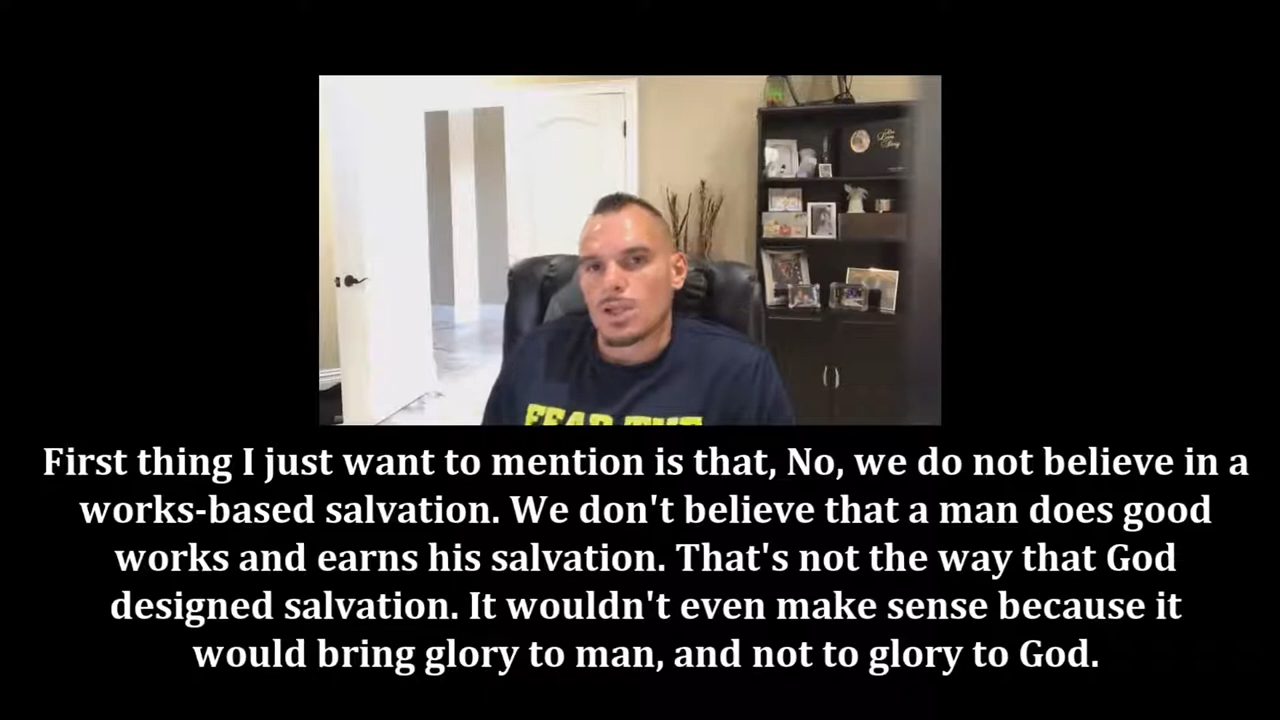 FEAR THE
First thing I just want to mention is that, No, we do not believe in a
works-based salvation. We don't believe that a man does good
works and earns his salvation. That's not the way that God
designed salvation. It wouldn't even make sense because it
would bring glory to man, and not to glory to God.